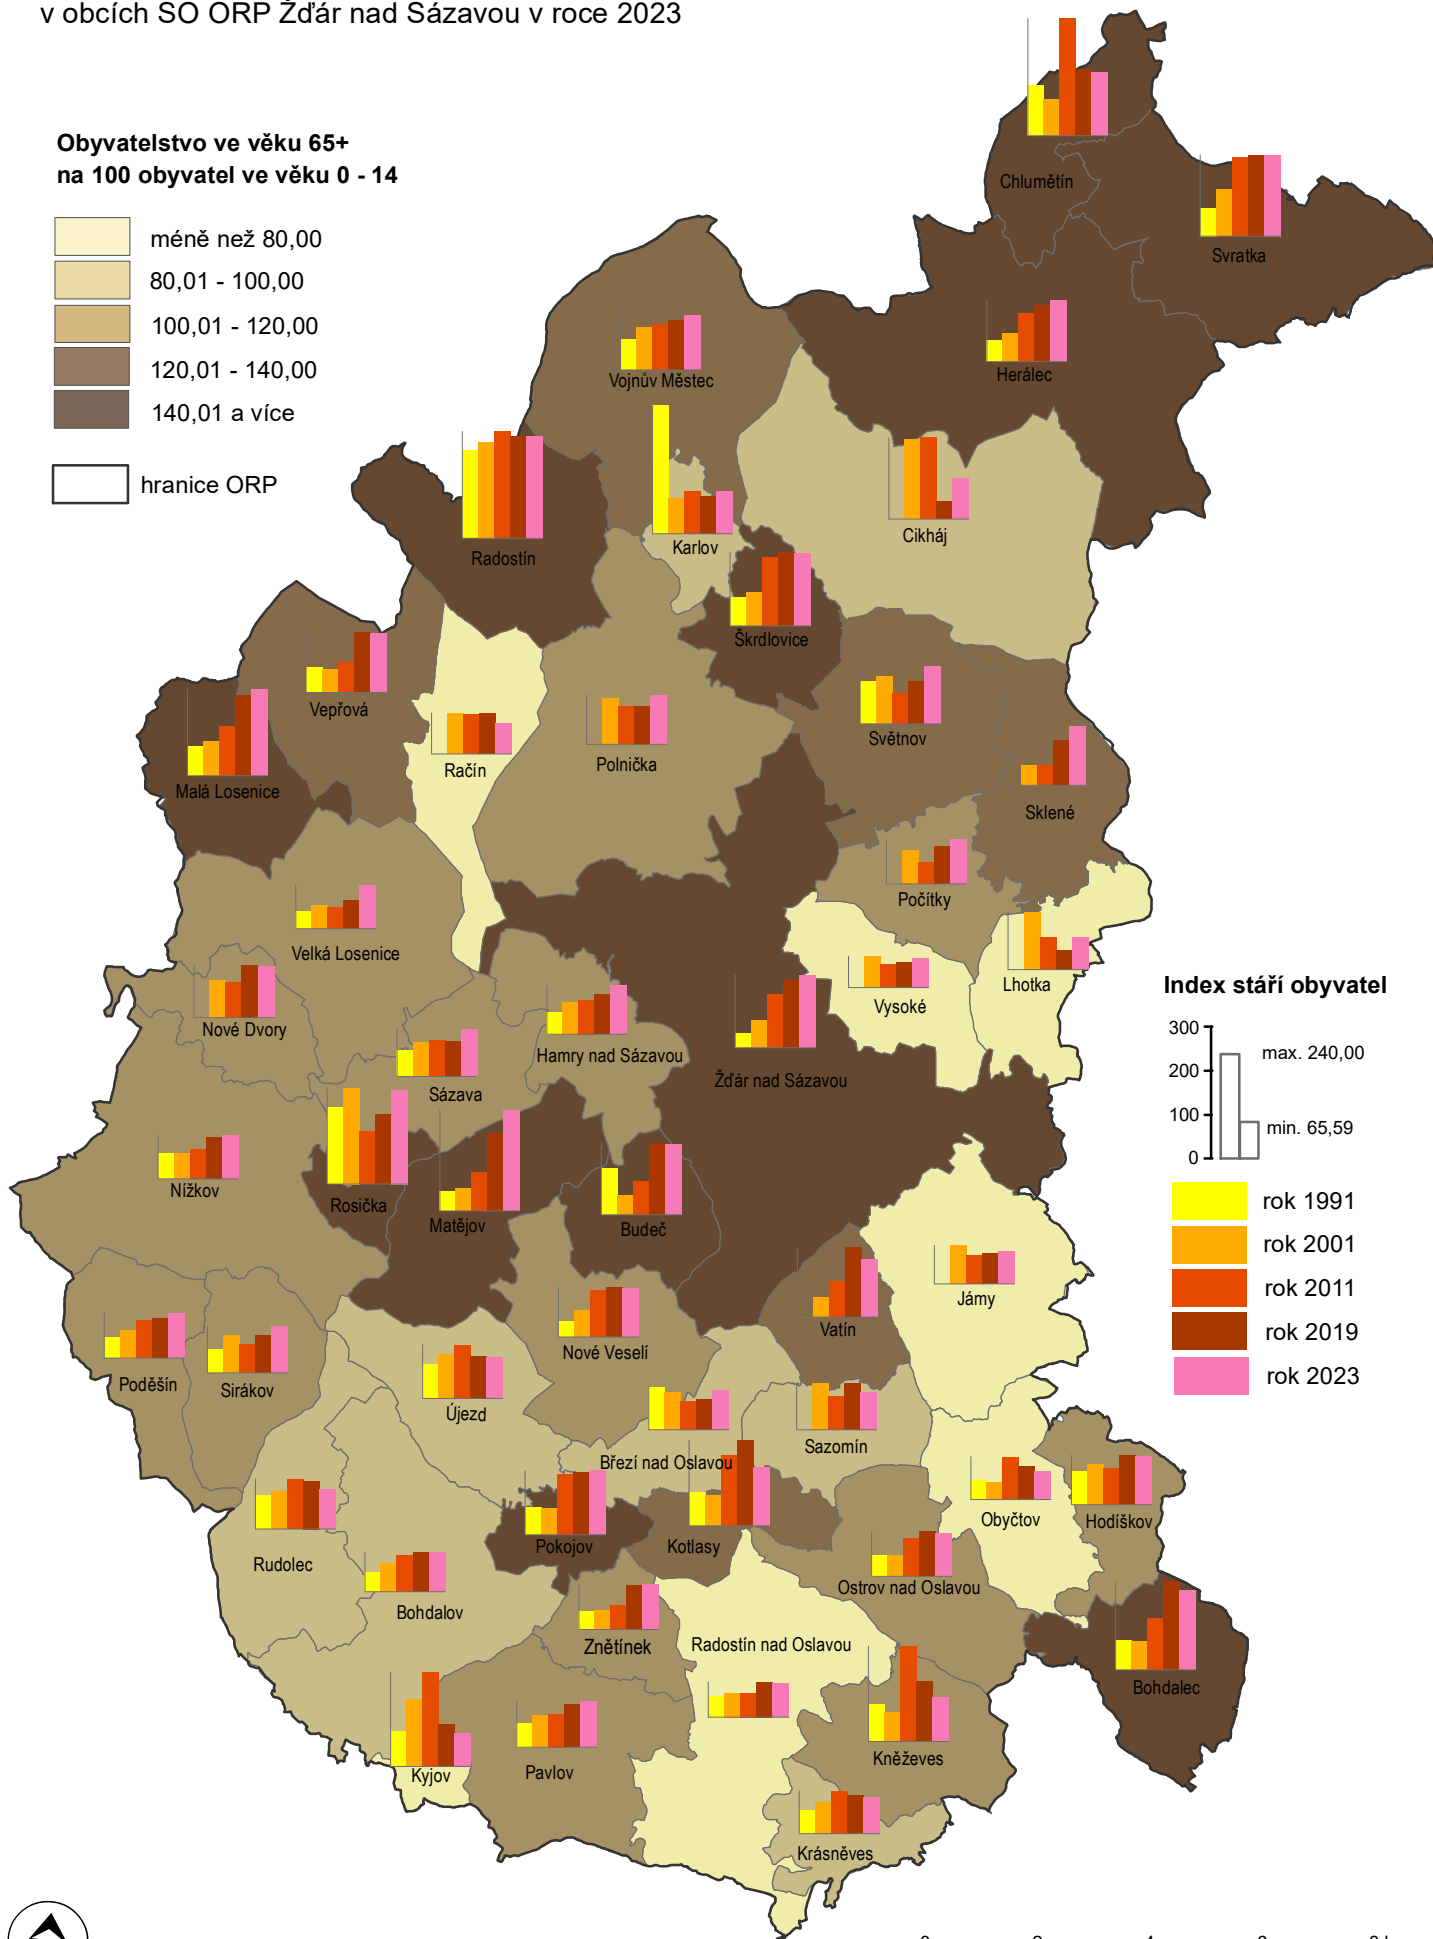 v obcích SO ORP Žďár nad Sázavou v roce 2023
Obyvatelstvo ve věku 65+
na 100 obyvatel ve věku 0 - 14
méně než 80,00
80,01 - 100,00
100,01 - 120,00
120,01 - 140,00
140,01 a více
hranice ORP
Chlumětín
Svratka
Herálec
Vojnův Městec
Cikháj
Karlov
Radostín
Škrdlovice
Vepřová
Světnov
Polnička
Račín
Malá Losenice
Sklené
Počítky
Velká Losenice
Lhotka
Vysoké
Nové Dvory
Hamry nad Sázavou
Žďár nad Sázavou
Sázava
Index stáří obyvatel
300
200
100
0
max. 240,00
min. 65,59
rok 1991
rok 2001
rok 2011
rok 2019
rok 2023
Nížkov
Rosička
Matějov
Budeč
Jámy
Vatín
Nové Veselí
Poděšín
Sirákov
Újezd
Sazomín
Březí nad Oslavou
Obyčtov
Hodíškov
Pokojov
Kotlasy
Rudolec
Ostrov nad Oslavou
Bohdalov
Znětínek
Radostín nad Oslavou
Bohdalec
Kněževes
Kyjov
Pavlov
Krásněves